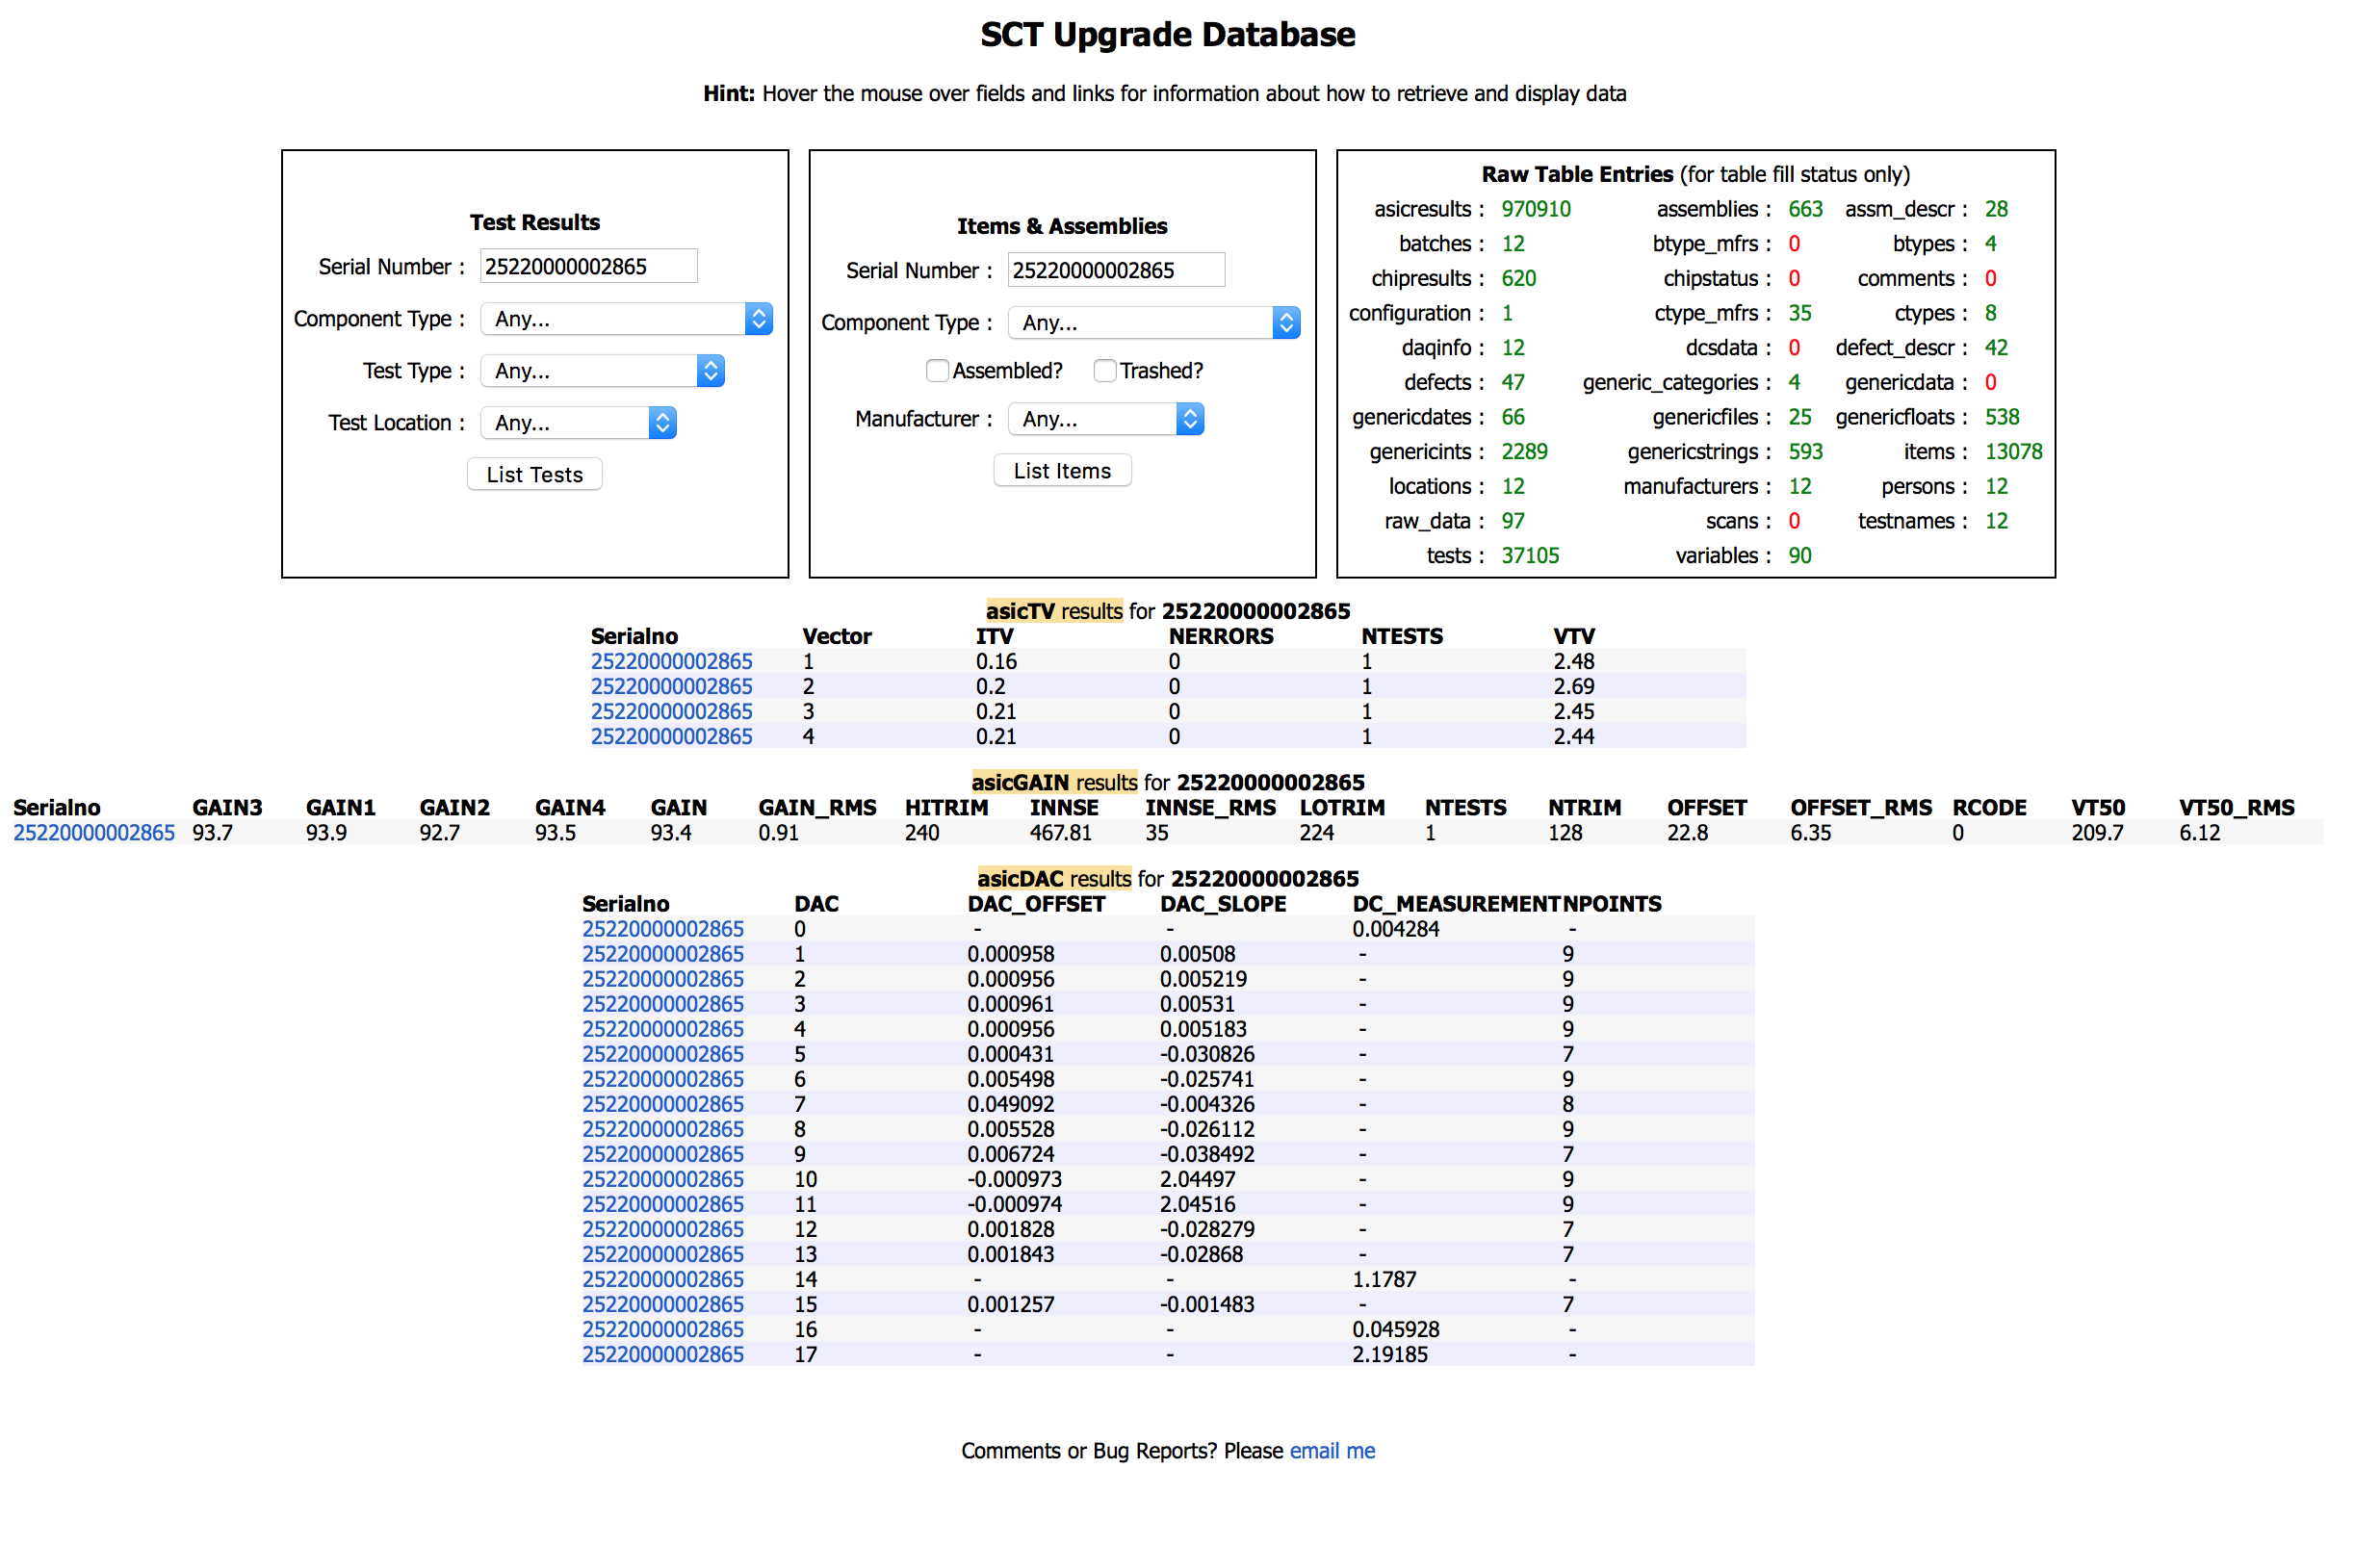 SCT Upgrade Database
Hint: Hover the mouse over fields and links for information about how to retrieve and display data
Test Results
Serial Number : 25220000002865
Component Type : Any...
Test Type : Any...
Test Location : Any...
List Tests
Items & Assemblies
Serial Number : 25220000002865
Component Type : Any...
Assembled? Trashed?
Manufacturer : Any...
List Items
Raw Table Entries (for table fill status only)
asicresults : 970910 assemblies : 663 assm_descr : 28
batches : 12 btype_mfrs : 0 btypes : 4
chipresults : 620 chipstatus : 0 comments : 0
configuration : 1 ctype_mfrs : 35 ctypes : 8
daqinfo : 12 dcsdata : 0 defect_descr : 42
defects : 47 generic_categories : 4 genericdata : 0
genericdates : 66 genericfiles : 25 genericfloats : 538
genericints : 2289 genericstrings : 593 items : 13078
locations : 12 manufacturers : 12 persons : 12
raw_data : 97 scans : 0 testnames : 12
tests : 37105 variables : 90
asicTV results for 25220000002865
Serialno Vector ITV NERRORS NTESTS VTV
25220000002865 1 0.16 0 1 2.48
25220000002865 2 0.2 0 1 2.69
25220000002865 3 0.21 0 1 2.45
25220000002865 4 0.21 0 1 2.44
asicGAIN results for 25220000002865
Serialno GAIN3 GAIN1 GAIN2 GAIN4 GAIN GAIN_RMS HITRIM INNSE INNSE_RMS LOTRIM NTESTS NTRIM OFFSET OFFSET_RMS RCODE VT50 VT50_RMS
25220000002865 93.7 93.9 92.7 93.5 93.4 0.91 240 467.81 35 224 1 128 22.8 6.35 0 209.7 6.12
asicDAC results for 25220000002865
Serialno DAC DAC_OFFSET DAC_SLOPE DC_MEASUREMENT NPOINTS
25220000002865 0 - - 0.004284 -
25220000002865 1 0.000958 0.00508 - 9
25220000002865 2 0.000956 0.005219 - 9
25220000002865 3 0.000961 0.00531 - 9
25220000002865 4 0.000956 0.005183 - 9
25220000002865 5 0.000431 -0.030826 - 7
25220000002865 6 0.005498 -0.025741 - 9
25220000002865 7 0.049092 -0.004326 - 8
25220000002865 8 0.005528 -0.026112 - 9
25220000002865 9 0.006724 -0.038492 - 7
25220000002865 10 -0.000973 2.04497 - 9
25220000002865 11 -0.000974 2.04516 - 9
25220000002865 12 0.001828 -0.028279 - 7
25220000002865 13 0.001843 -0.02868 - 7
25220000002865 14 - - 1.1787 -
25220000002865 15 0.001257 -0.001483 - 7
25220000002865 16 - - 0.045928 -
25220000002865 17 - - 2.19185 -
Comments or Bug Reports? Please email me